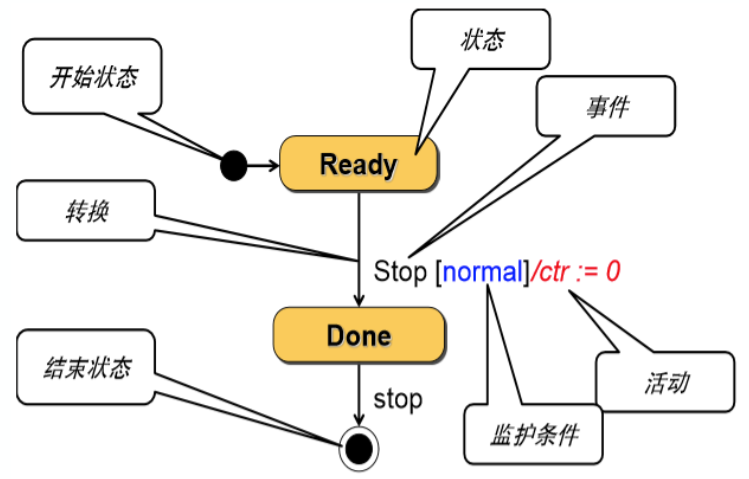 状态
开始状态
事件
Ready
转换
Stop [normal]/ctr := 0
Done
结束状态
活动
stop
监护条件